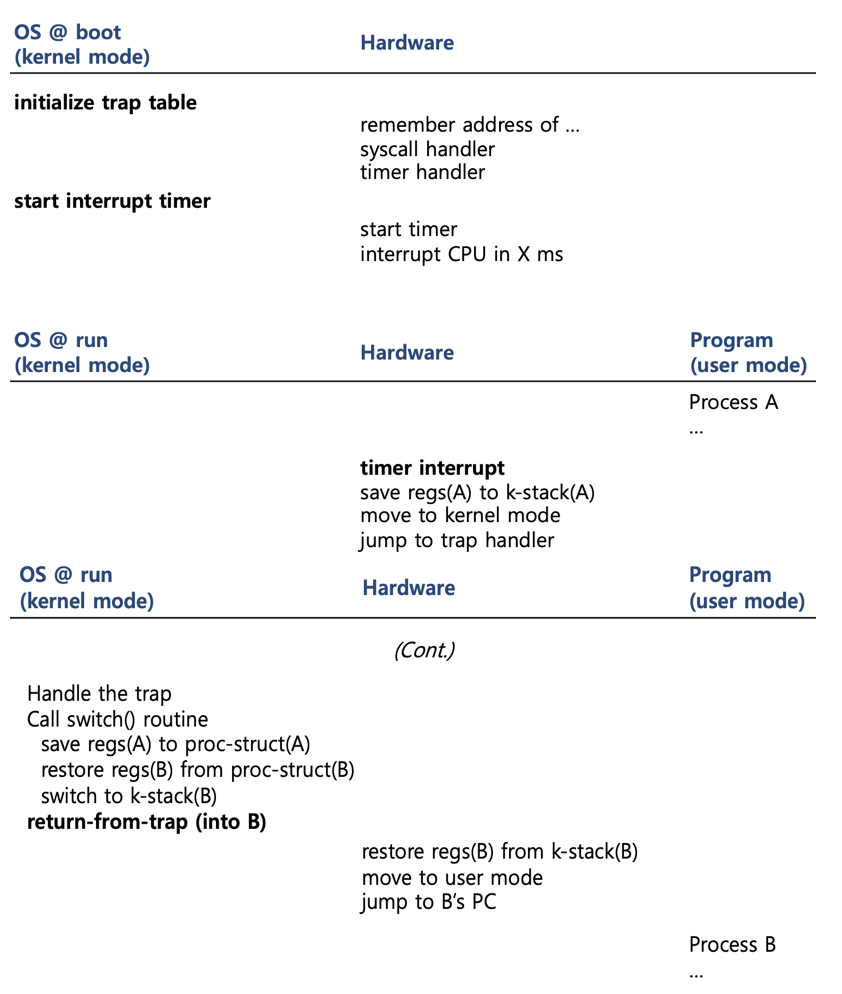 OS @ boot
(kernel mode)
Hardware
initialize trap table
remember address of ...
syscall handler
timer handler
start interrupt timer
start timer
interrupt CPU in X ms
OS @ run
(kernel mode)
Hardware
Program
(user mode)
Process A
...
timer interrupt
save regs(A) to k-stack(A)
move to kernel mode
jump to trap handler
OS @ run
(kernel mode)
Hardware
Program
(user mode)
(Cont.)
Handle the trap
Call switch() routine
save regs(A) to proc-struct(A)
restore regs(B) from proc-struct(B)
switch to k-stack(B)
return-from-trap (into B)
restore regs(B) from k-stack(B)
move to user mode
jump to B’s PC
Process B
...